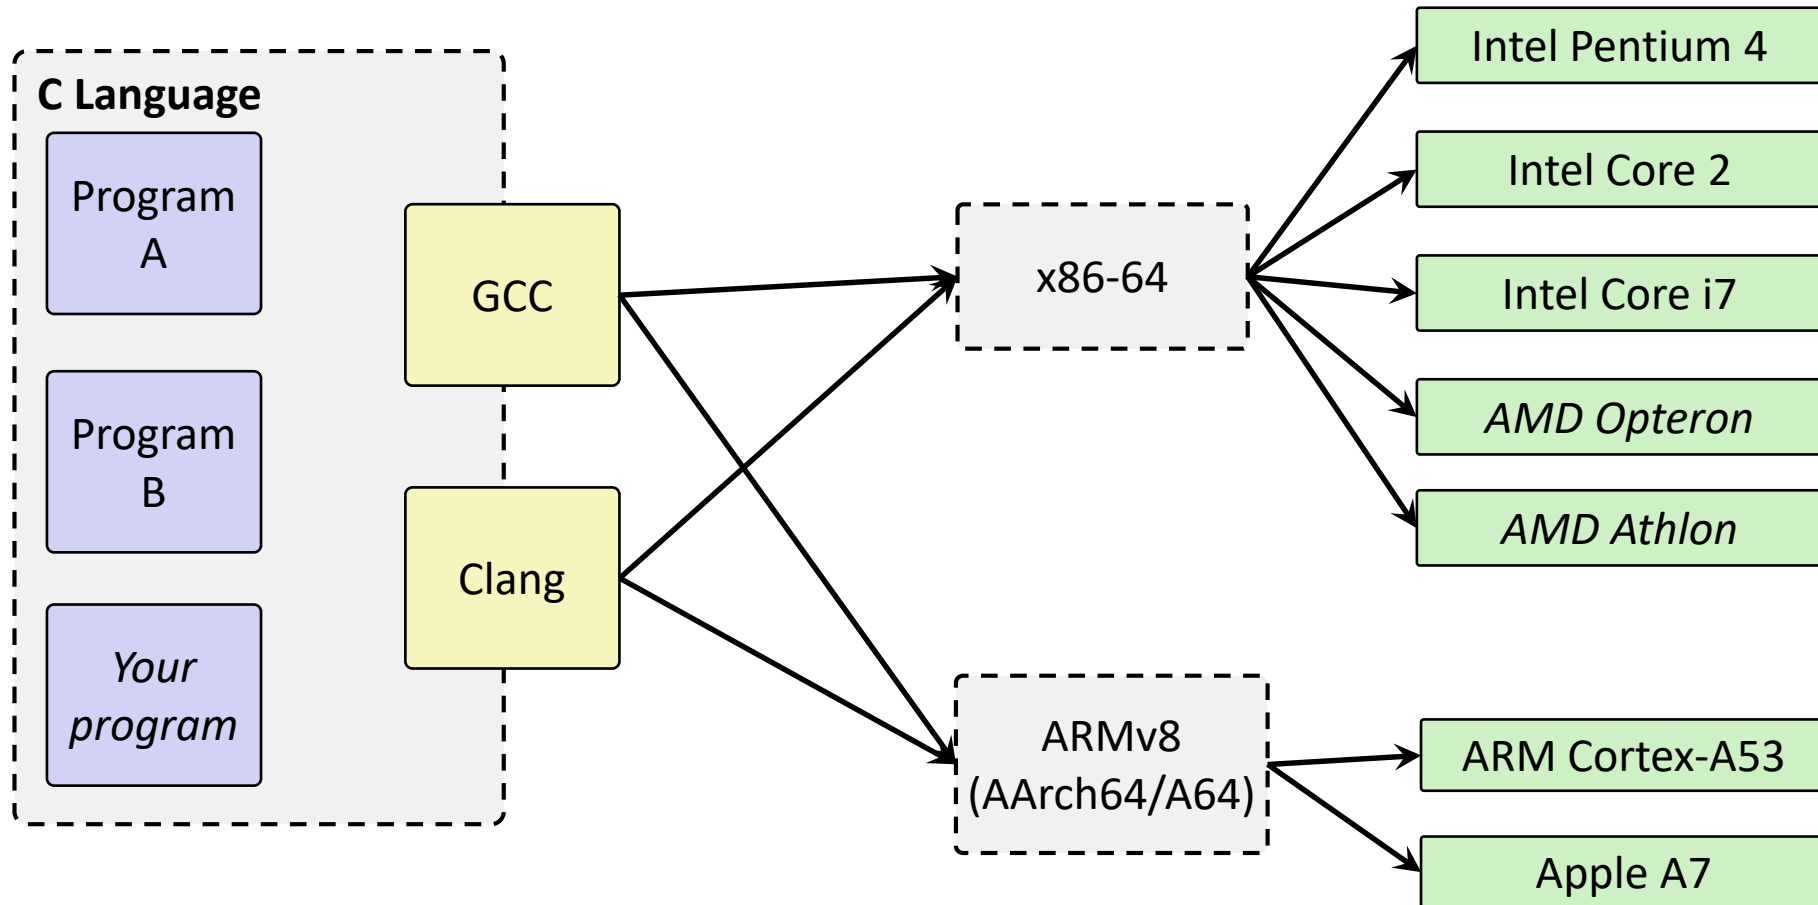 C Language
Program
A
Program
B
Your
program
GCC
Clang
x86-64
ARMv8
(AArch64/A64)
Intel Pentium 4
Intel Core 2
Intel Core i7
AMD Opteron
AMD Athlon
ARM Cortex-A53
Apple A7